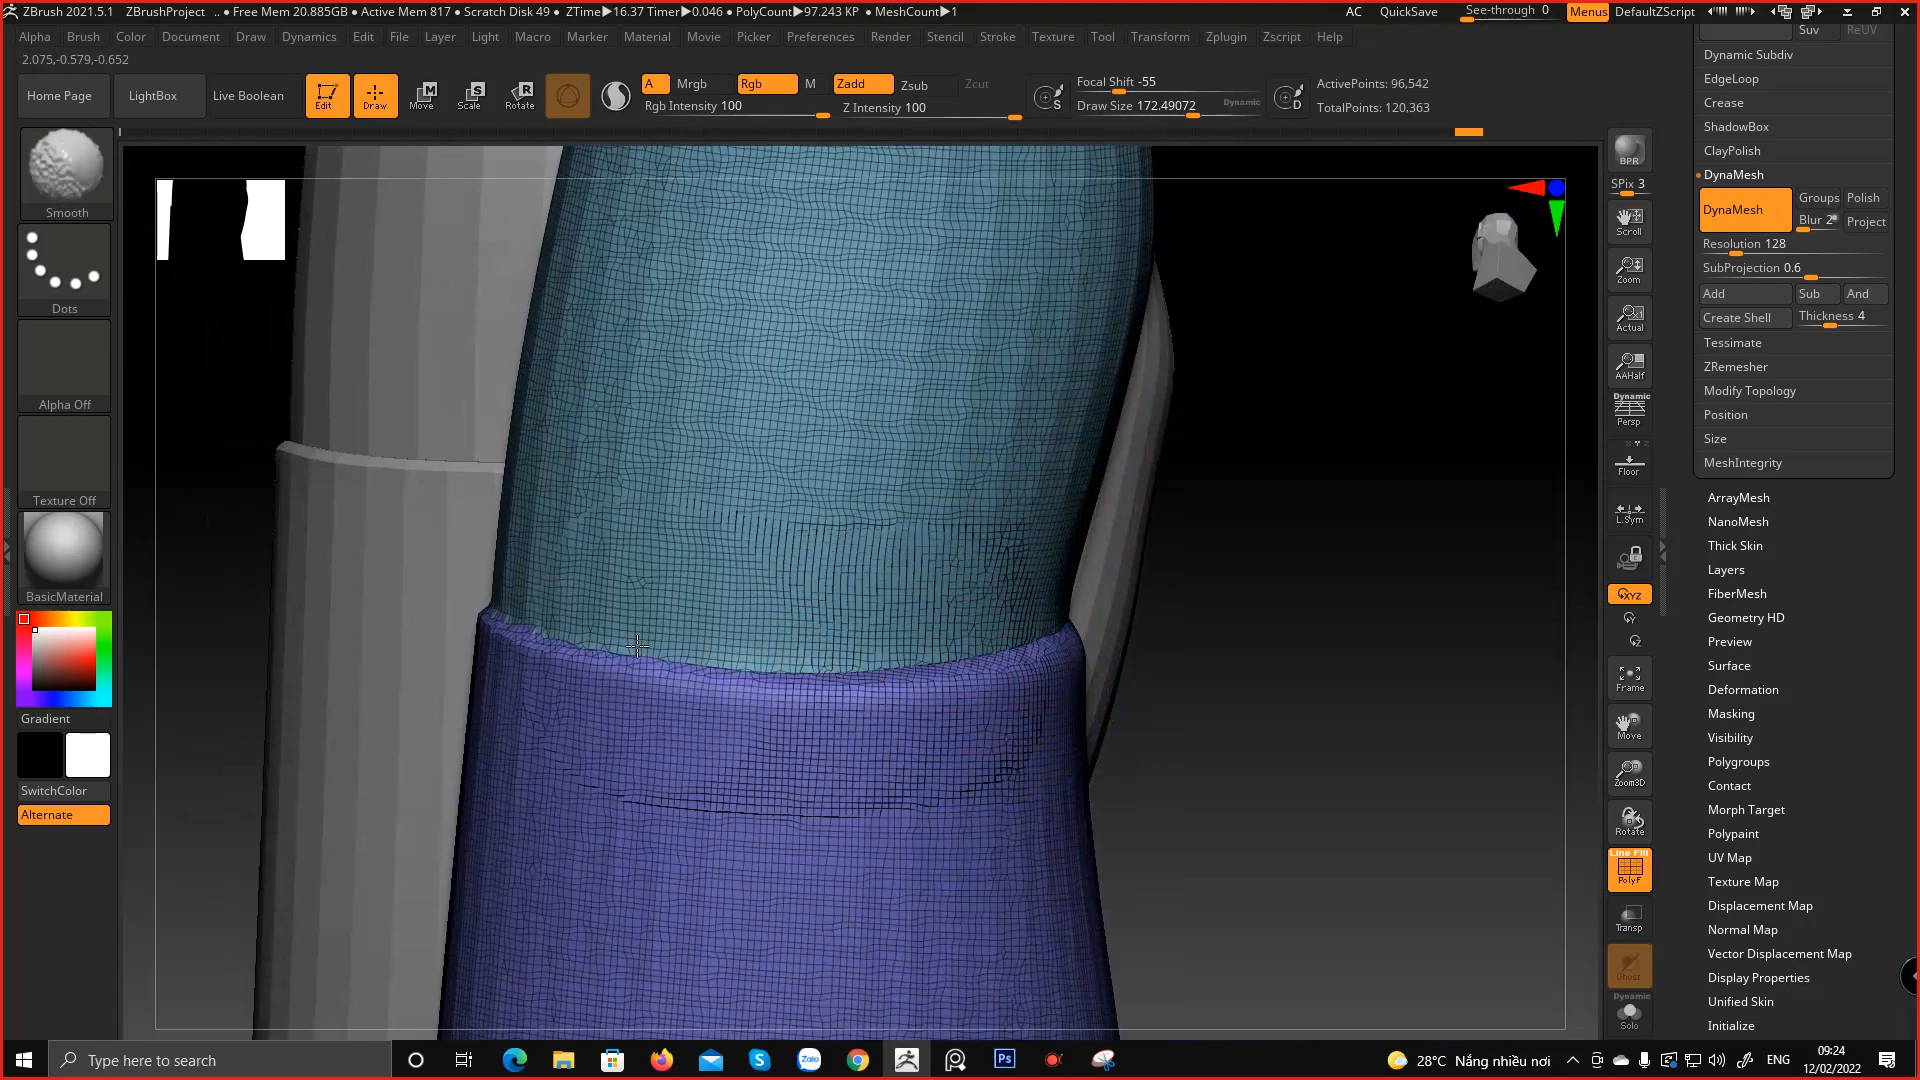 ZBrush 2021.5.1 ZBrushProject .. • Free Mem 20.885GB • Active Mem 817 • Scratch Disk 49 • ZTime▶16.37 Timer▶0.046 • PolyCount▶97.243 KP • MeshCount▶1 AC QuickSave See-through 0 Menus DefaultZScript
Alpha Brush Color Document Draw Dynamics Edit File Layer Light Macro Marker Material Movie Picker Preferences Render Stencil Stroke Texture Tool Transform Zplugin Zscript Help
2.075,-0.579,-0.652
Home Page LightBox Live Boolean Edit Draw Move Scale Rotate
A Mrgb Rgb M Zadd Zsub Zcut
Rgb Intensity 100 Z Intensity 100
S Focal Shift -55
Draw Size 172.49072 Dynamic D
ActivePoints: 96,542
TotalPoints: 120,363
Smooth
Dots
Alpha Off
Texture Off
BasicMaterial
Gradient
SwitchColor
Alternate
BPR
SPix 3
Scroll
Zoom
Actual
AAHalf
Dynamic
Persp
Floor
L.Sym
XYZ
Y
Z
Frame
Move
Zoom3D
Rotate
Line Fill
PolyF
Transp
Ghost
Dynamic
Solo
Suv ReUV
Dynamic Subdiv
EdgeLoop
Crease
ShadowBox
ClayPolish
DynaMesh
DynaMesh Groups Polish
Blur 2 Project
Resolution 128
SubProjection 0.6
Add Sub And
Create Shell Thickness 4
Tessimate
ZRemesher
Modify Topology
Position
Size
MeshIntegrity
ArrayMesh
NanoMesh
Thick Skin
Layers
FiberMesh
Geometry HD
Preview
Surface
Deformation
Masking
Visibility
Polygroups
Contact
Morph Target
Polypaint
UV Map
Texture Map
Displacement Map
Normal Map
Vector Displacement Map
Display Properties
Unified Skin
Initialize
Type here to search
Zalo
Ps
28°C Nắng nhiều nơi
ENG
09:24
12/02/2022